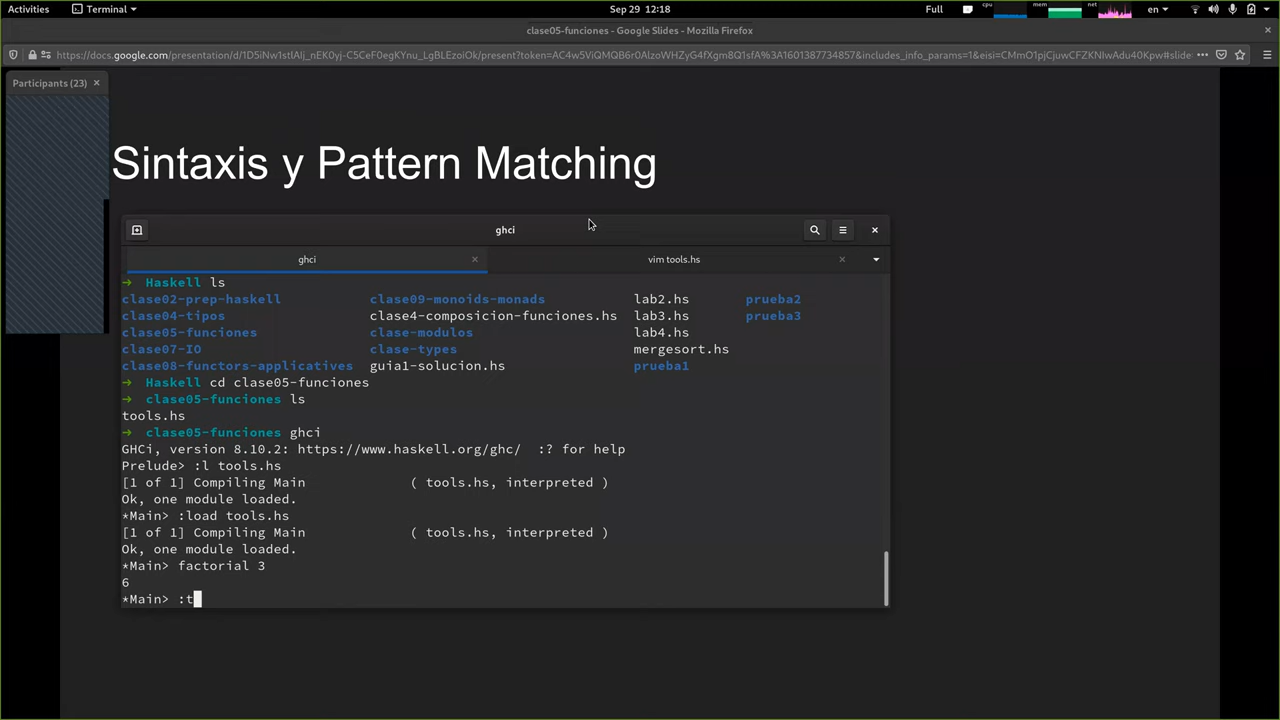 Activities Terminal Sep 29 12:18 Full cpu mem net en
clase05-funciones - Google Slides - Mozilla Firefox
Participants (23)
Sintaxis y Pattern Matching
ghci
ghci vim tools.hs
→ Haskell ls
clase02-prep-haskell clase09-monoids-monads lab2.hs prueba2
clase04-tipos clase4-composicion-funciones.hs lab3.hs prueba3
clase05-funciones clase-modulos lab4.hs
clase07-IO clase-types mergesort.hs
clase08-functors-applicatives guia1-solucion.hs prueba1
→ Haskell cd clase05-funciones
→ clase05-funciones ls
tools.hs
→ clase05-funciones ghci
GHCi, version 8.10.2: https://www.haskell.org/ghc/ :? for help
Prelude> :l tools.hs
[1 of 1] Compiling Main ( tools.hs, interpreted )
Ok, one module loaded.
*Main> :load tools.hs
[1 of 1] Compiling Main ( tools.hs, interpreted )
Ok, one module loaded.
*Main> factorial 3
6
*Main> :t